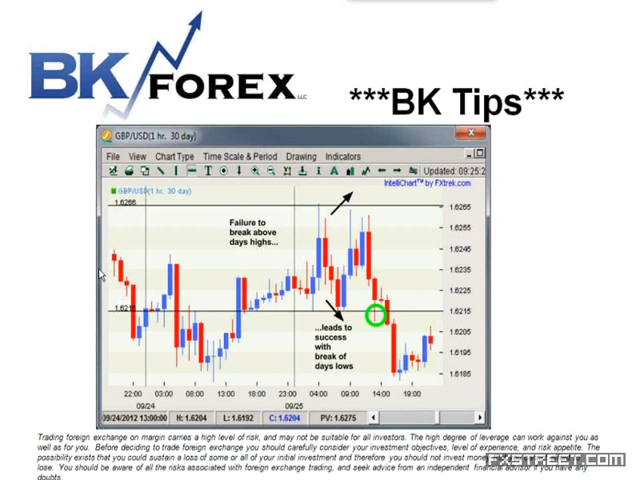 BK FOREX LLC
***BK Tips***
GBP/USD(1 hr. 30 day)
File View Chart Type Time Scale & Period Drawing Indicators
Updated: 09:25:2
GBP/USD(1 hr. 30 day)
IntelliChart™ by FXtrek.com
1.6266
1.6265
Failure to
break above
days highs...
1.6255
1.6245
1.6235
1.6225
1.6215
1.6215
1.6205
...leads to
success
with
break of
days lows
1.6195
1.6185
22:00 03:00 08:00 13:00 18:00 23:00 04:00 09:00 14:00 19:00
09/24 09/25
09/24/2012 13:00:00 H: 1.6204 L: 1.6192 C: 1.6204 PV: 1.6275
Trading foreign exchange on margin carries a high level of risk, and may not be suitable for all investors. The high degree of leverage can work against you as
well as for you. Before deciding to trade foreign exchange you should carefully consider your investment objectives, level of experience, and risk appetite. The
possibility exists that you could sustain a loss of some or all of your initial investment and therefore you should not invest
lose. You should be aware of all the risks associated with foreign exchange trading, and seek advice from an independent financial advisor if you have any
doubts.
FXSTREET.COM